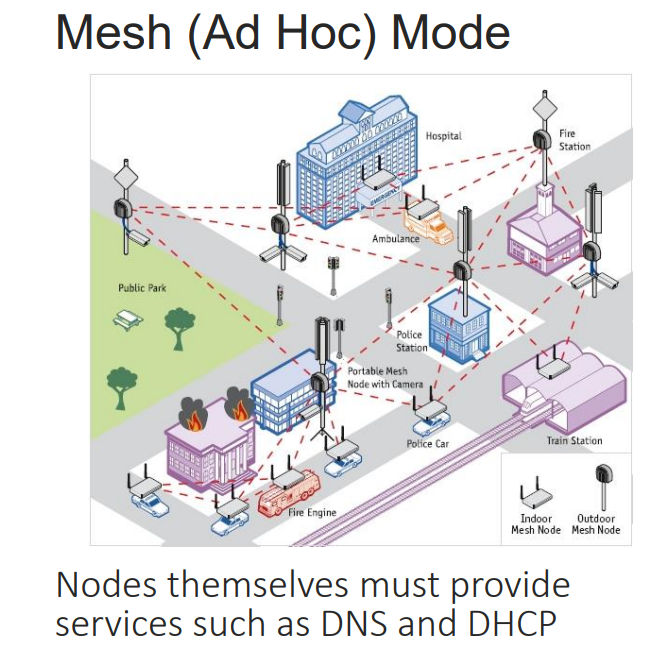 Mesh (Ad Hoc) Mode
Hospital
Fire
Station
EMERGENCY
Ambulance
Public Park
Police
Station
Portable Mesh
Node with Camera
Police Car
Train Station
Fire Engine
Indoor
Mesh Node
Outdoor
Mesh Node
Nodes themselves must provide
services such as DNS and DHCP